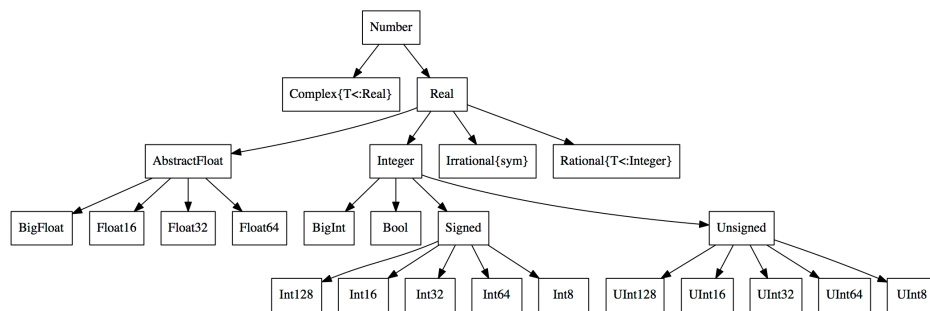 Number
Complex{T<:Real}
Real
AbstractFloat
Integer
Irrational{sym}
Rational{T<:Integer}
BigFloat
Float16
Float32
Float64
BigInt
Bool
Signed
Unsigned
Int128
Int16
Int32
Int64
Int8
UInt128
UInt16
UInt32
UInt64
UInt8